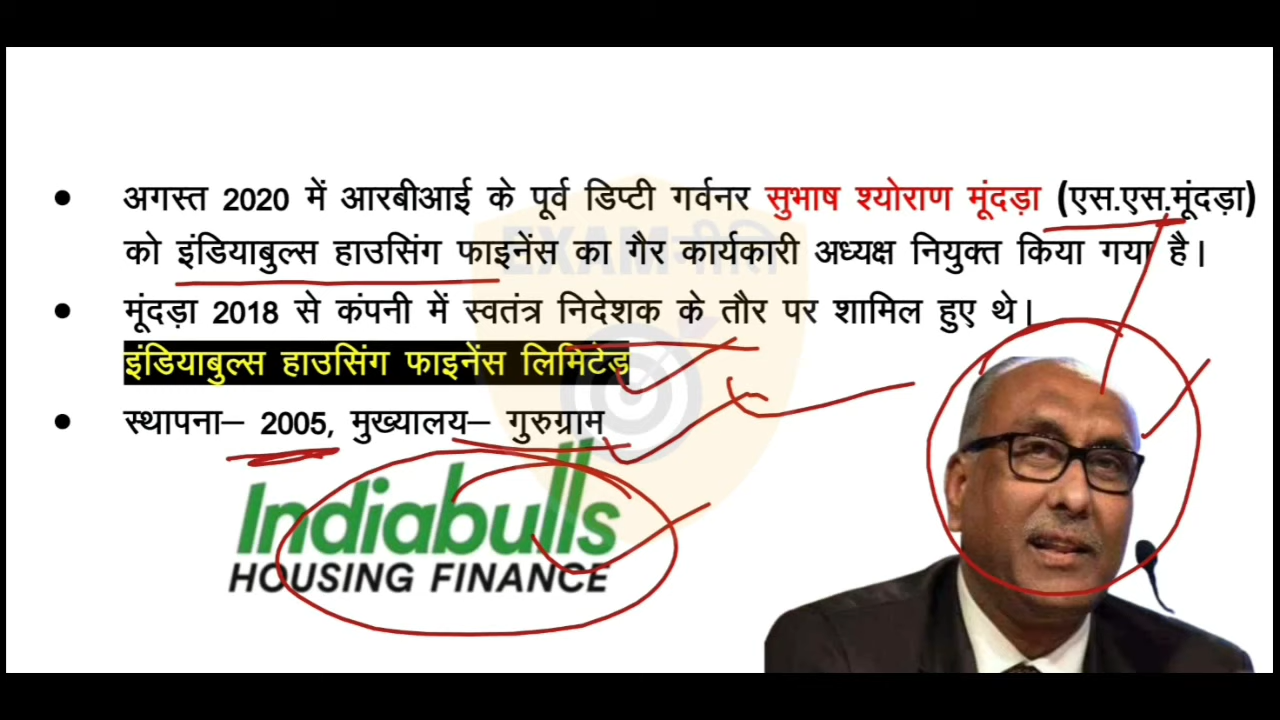 • अगस्त 2020 में आरबीआई के पूर्व डिप्टी गर्वनर सुभाष श्योराण मूंदड़ा (एस.एस.मूंदड़ा)
को इंडियाबुल्स हाउसिंग फाइनेंस का गैर कार्यकारी अध्यक्ष नियुक्त किया गया है।
• मूंदड़ा 2018 से कंपनी में स्वतंत्र निदेशक के तौर पर शामिल हुए थे।
इंडियाबुल्स हाउसिंग फाइनेंस लिमिटेड
• स्थापना– 2005, मुख्यालय– गुरुग्राम
Indiabulls
HOUSING FINANCE
EXAMनीति